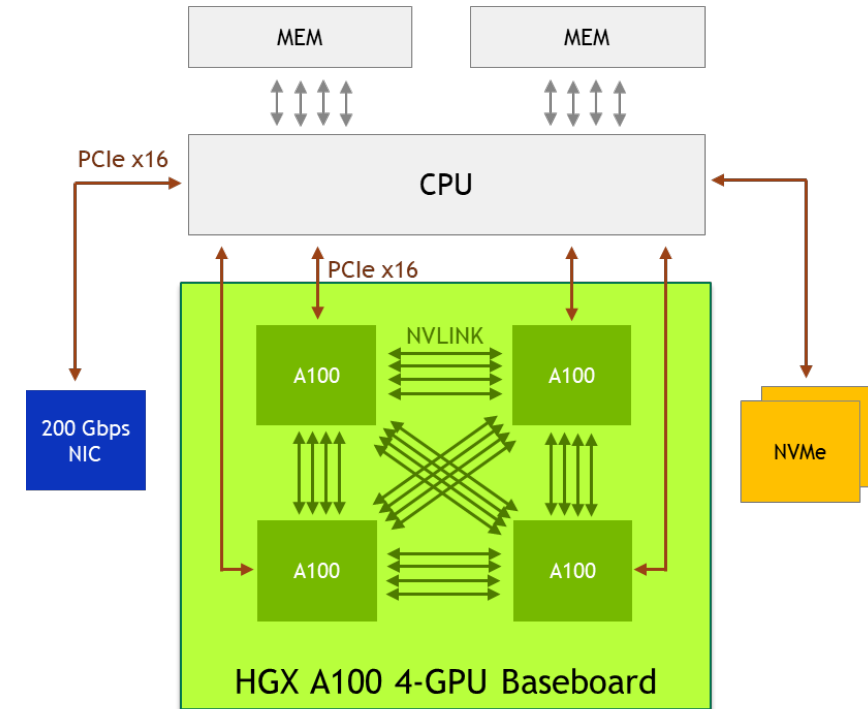 MEM
MEM
PCIe x16
CPU
PCIe x16
NVLINK
A100
A100
200 Gbps
NIC
NVMe
A100
A100
HGX A100 4-GPU Baseboard